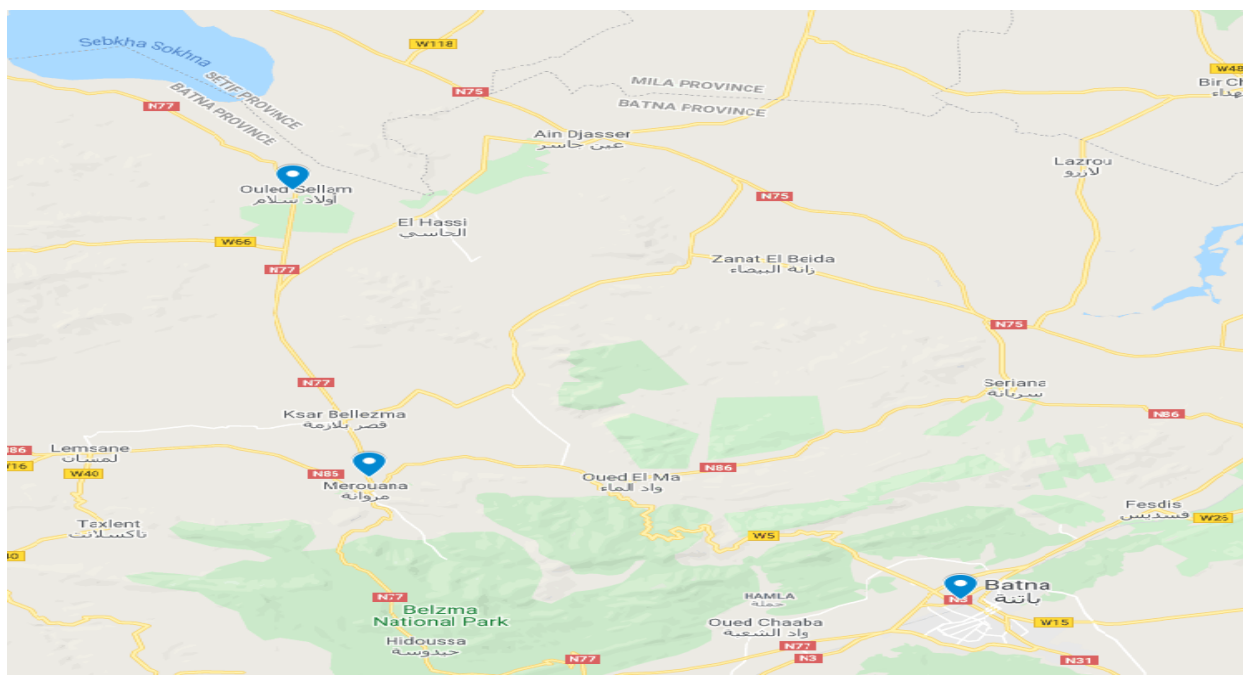 W118
Sebkha Sokhna
W48
MILA PROVINCE
BATNA PROVINCE
Bir
N75
SÉTIF PROVINCE
BATNA PROVINCE
N77
Ain Djasser
عين جاسر
Lazrou
لازرو
Ouled Sellam
أولاد سلام
N75
El Hassi
الحاسي
W66
Zanat El Beida
زانة البيضاء
N77
N75
N77
Seriana
سريانة
Ksar Bellezma
قصر بلازمة
N86
N86
Lemsane
لمسان
W16
W40
N85
Merouana
مروانة
N86
Oued El Ma
واد الماء
Fesdis
فسديس
W26
Taxlent
تاكسلانت
W5
40
Batna
باتنة
N3
N77
HAMLA
حملة
Belzma
National Park
Oued Chaaba
واد الشعبة
W15
Hidoussa
حيدوسة
N77
N3
N77
N31